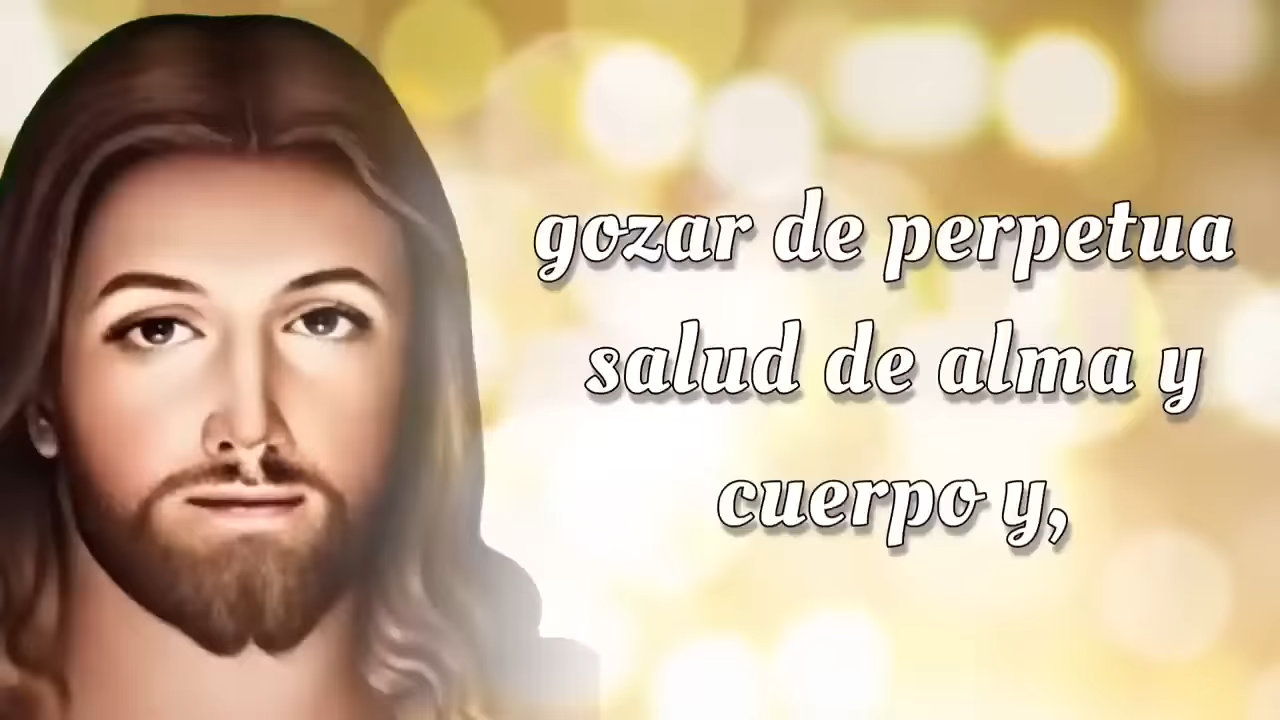 gozar de perpetua
salud de alma y
cuerpo y,